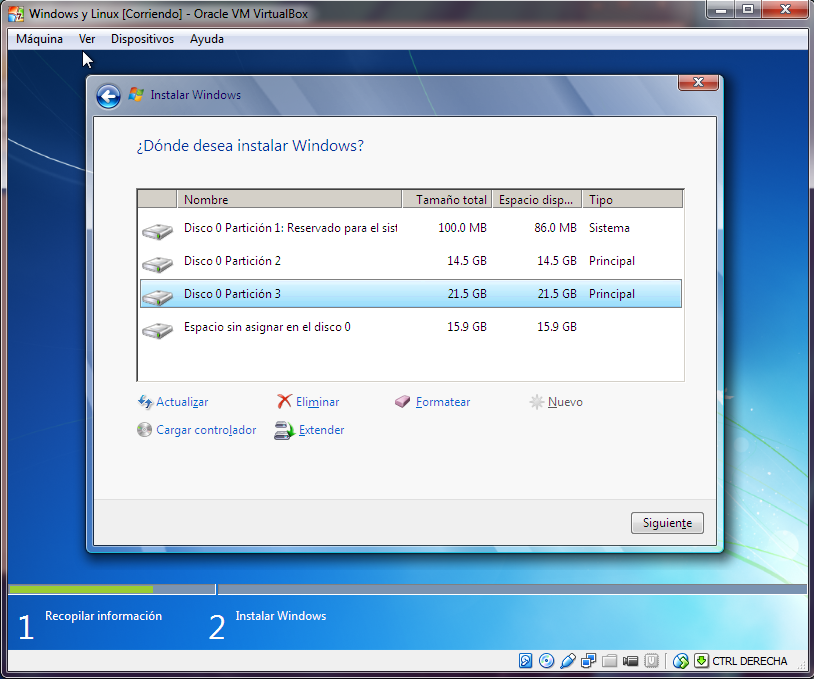 Windows y Linux [Corriendo] - Oracle VM VirtualBox
Máquina Ver Dispositivos Ayuda
Instalar Windows
¿Dónde desea instalar Windows?
Nombre Tamaño total Espacio disp... Tipo
Disco 0 Partición 1: Reservado para el sist 100.0 MB 86.0 MB Sistema
Disco 0 Partición 2 14.5 GB 14.5 GB Principal
Disco 0 Partición 3 21.5 GB 21.5 GB Principal
Espacio sin asignar en el disco 0 15.9 GB 15.9 GB
Actualizar Eliminar Formatear Nuevo
Cargar controlador Extender
Siguiente
1 Recopilar información 2 Instalar Windows
CTRL DERECHA